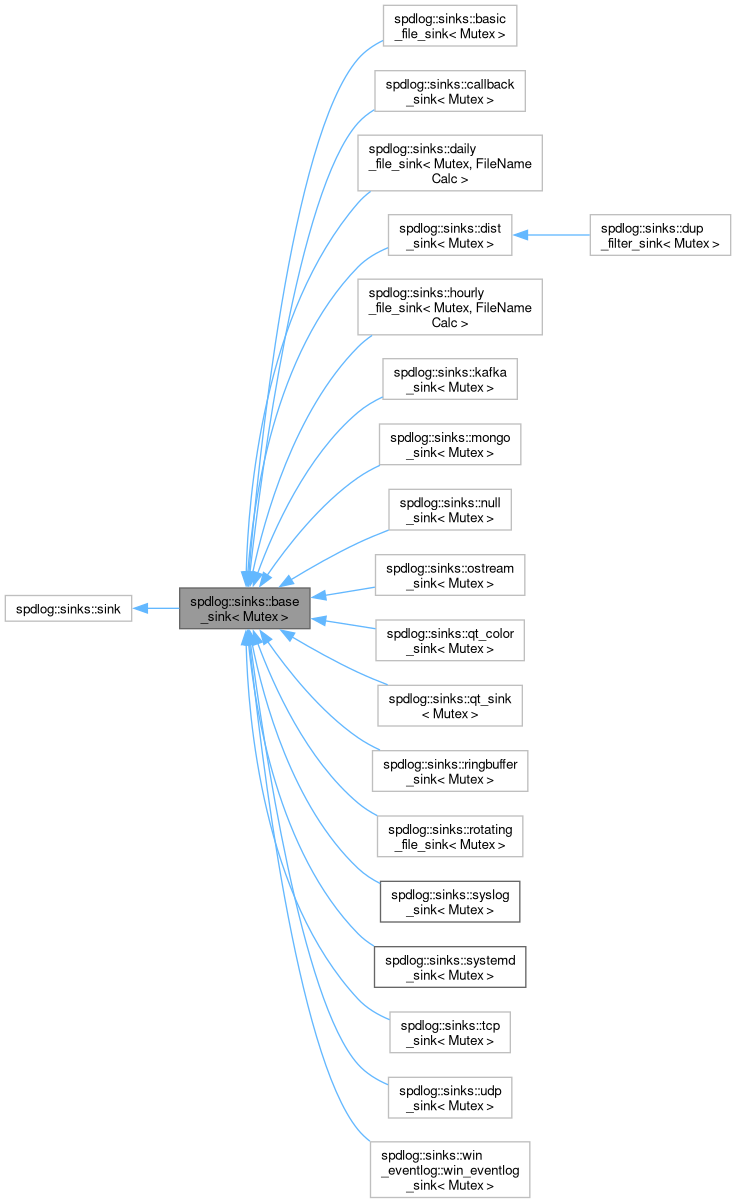 spdlog::sinks::basic
_file_sink< Mutex >
spdlog::sinks::callback
_sink< Mutex >
spdlog::sinks::daily
_file_sink< Mutex, FileName
Calc >
spdlog::sinks::dist
_sink< Mutex >
spdlog::sinks::dup
_filter_sink< Mutex >
spdlog::sinks::hourly
_file_sink< Mutex, FileName
Calc >
spdlog::sinks::kafka
_sink< Mutex >
spdlog::sinks::mongo
_sink< Mutex >
spdlog::sinks::null
_sink< Mutex >
spdlog::sinks::ostream
_sink< Mutex >
spdlog::sinks::sink
spdlog::sinks::base
_sink< Mutex >
spdlog::sinks::qt_color
_sink< Mutex >
spdlog::sinks::qt_sink
< Mutex >
spdlog::sinks::ringbuffer
_sink< Mutex >
spdlog::sinks::rotating
_file_sink< Mutex >
spdlog::sinks::syslog
_sink< Mutex >
spdlog::sinks::systemd
_sink< Mutex >
spdlog::sinks::tcp
_sink< Mutex >
spdlog::sinks::udp
_sink< Mutex >
spdlog::sinks::win
_eventlog::win_eventlog
_sink< Mutex >